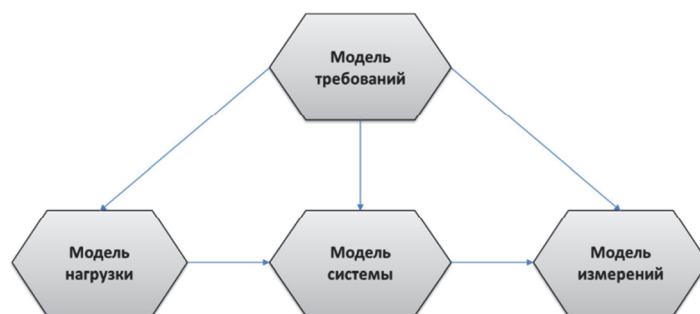 Модель
требований
Модель
нагрузки
Модель
системы
Модель
измерений